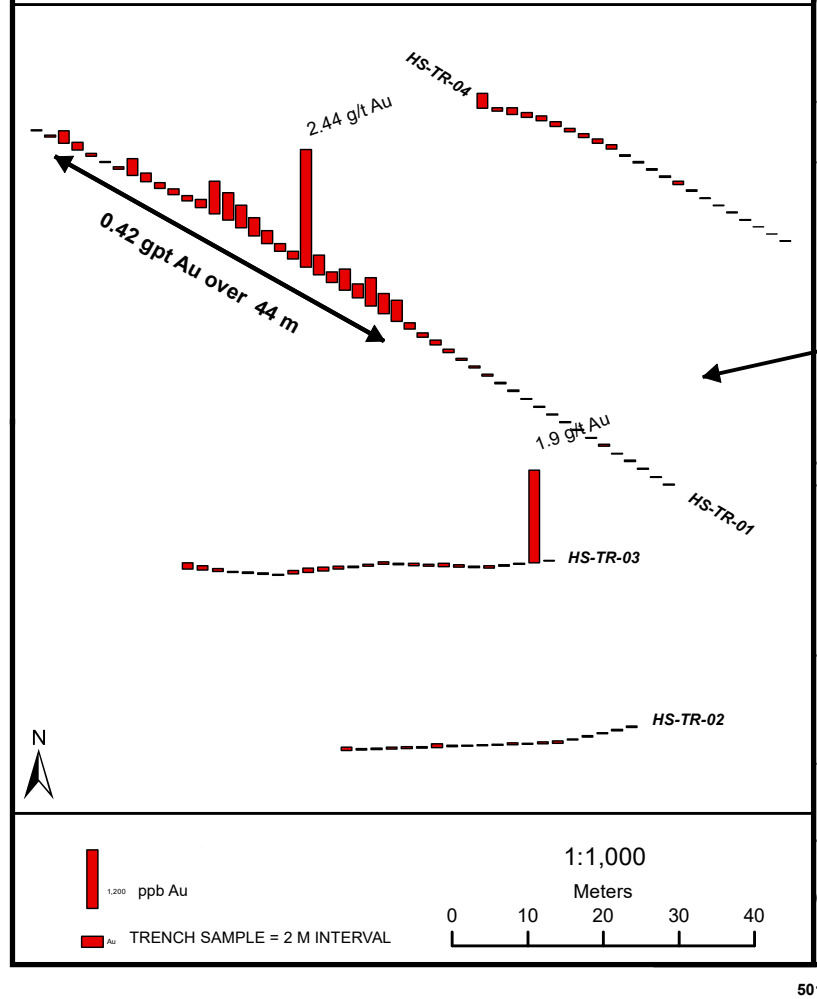 HS-TR-04
2.44 g/t Au
0.42 gpt Au over 44 m
1.9 g/t Au
HS-TR-01
HS-TR-03
HS-TR-02
N
1,200 ppb Au
Au TRENCH SAMPLE = 2 M INTERVAL
1:1,000
Meters
0 10 20 30 40